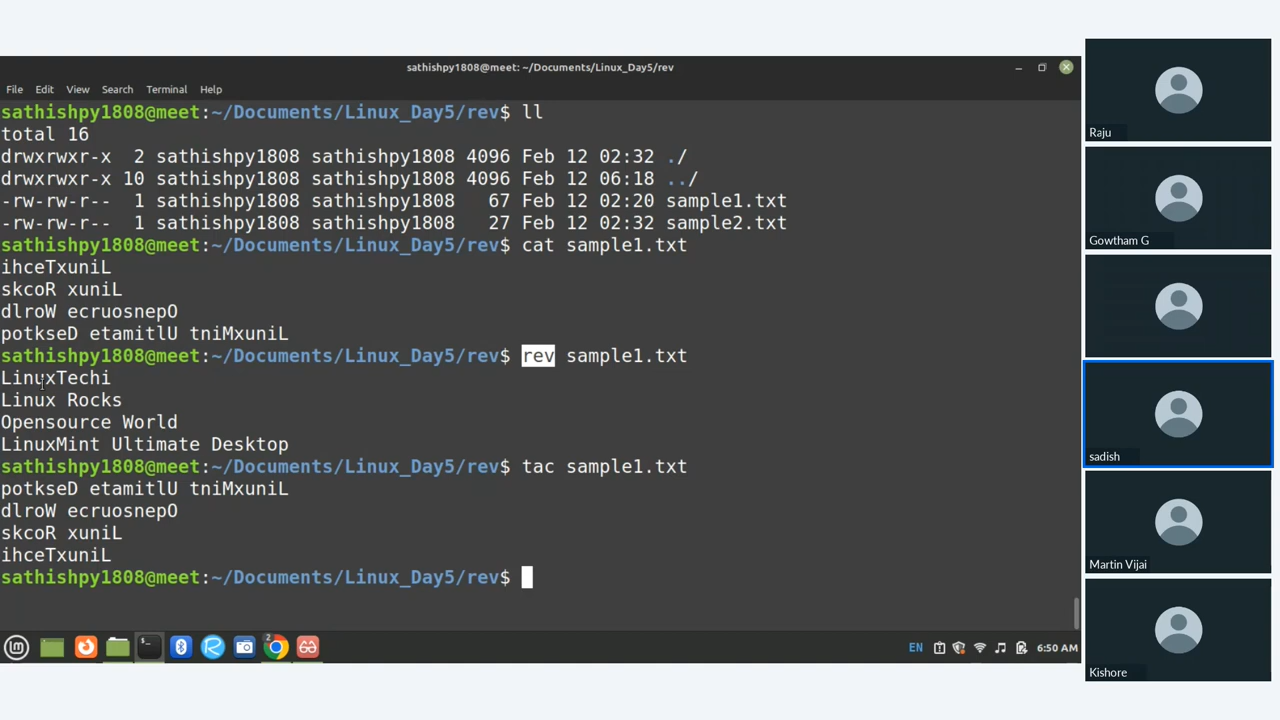 sathishpy1808@meet: ~/Documents/Linux_Day5/rev
File Edit View Search Terminal Help
sathishpy1808@meet:~/Documents/Linux_Day5/rev$ ll
total 16
drwxrwxr-x 2 sathishpy1808 sathishpy1808 4096 Feb 12 02:32 ./
drwxrwxr-x 10 sathishpy1808 sathishpy1808 4096 Feb 12 06:18 ../
-rw-rw-r-- 1 sathishpy1808 sathishpy1808 67 Feb 12 02:20 sample1.txt
-rw-rw-r-- 1 sathishpy1808 sathishpy1808 27 Feb 12 02:32 sample2.txt
sathishpy1808@meet:~/Documents/Linux_Day5/rev$ cat sample1.txt
ihceTxuniL
skcoR xuniL
dlroW ecruosnepO
potkseD etamitlU tniMxuniL
sathishpy1808@meet:~/Documents/Linux_Day5/rev$ rev sample1.txt
LinuxTechi
Linux Rocks
Opensource World
LinuxMint Ultimate Desktop
sathishpy1808@meet:~/Documents/Linux_Day5/rev$ tac sample1.txt
potkseD etamitlU tniMxuniL
dlroW ecruosnepO
skcoR xuniL
ihceTxuniL
sathishpy1808@meet:~/Documents/Linux_Day5/rev$
2
EN 6:50 AM
Raju
Gowtham G
sadish
Martin Vijai
Kishore